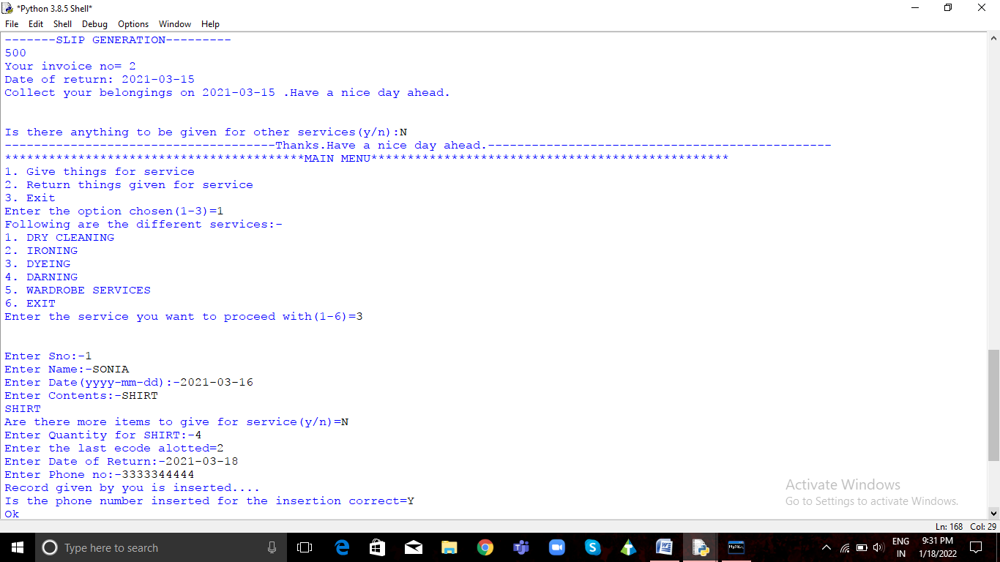 *Python 3.8.5 Shell*
File Edit Shell Debug Options Window Help
-------SLIP GENERATION---------
500
Your invoice no= 2
Date of return: 2021-03-15
Collect your belongings on 2021-03-15 .Have a nice day ahead.
Is there anything to be given for other services(y/n):N
-------------------------------------Thanks.Have a nice day ahead.-----------------------------------------------
*****************************************MAIN MENU*************************************************
1. Give things for service
2. Return things given for service
3. Exit
Enter the option chosen(1-3)=1
Following are the different services:-
1. DRY CLEANING
2. IRONING
3. DYEING
4. DARNING
5. WARDROBE SERVICES
6. EXIT
Enter the service you want to proceed with(1-6)=3
Enter Sno:-1
Enter Name:-SONIA
Enter Date(yyyy-mm-dd):-2021-03-16
Enter Contents:-SHIRT
SHIRT
Are there more items to give for service(y/n)=N
Enter Quantity for SHIRT:-4
Enter the last ecode alotted=2
Enter Date of Return:-2021-03-18
Enter Phone no:-3333344444
Record given by you is inserted....
Is the phone number inserted for the insertion correct=Y
Ok
Activate Windows
Go to Settings to activate Windows.
Ln: 168 Col: 29
Type here to search
ENG
IN
9:31 PM
1/18/2022
MySQL